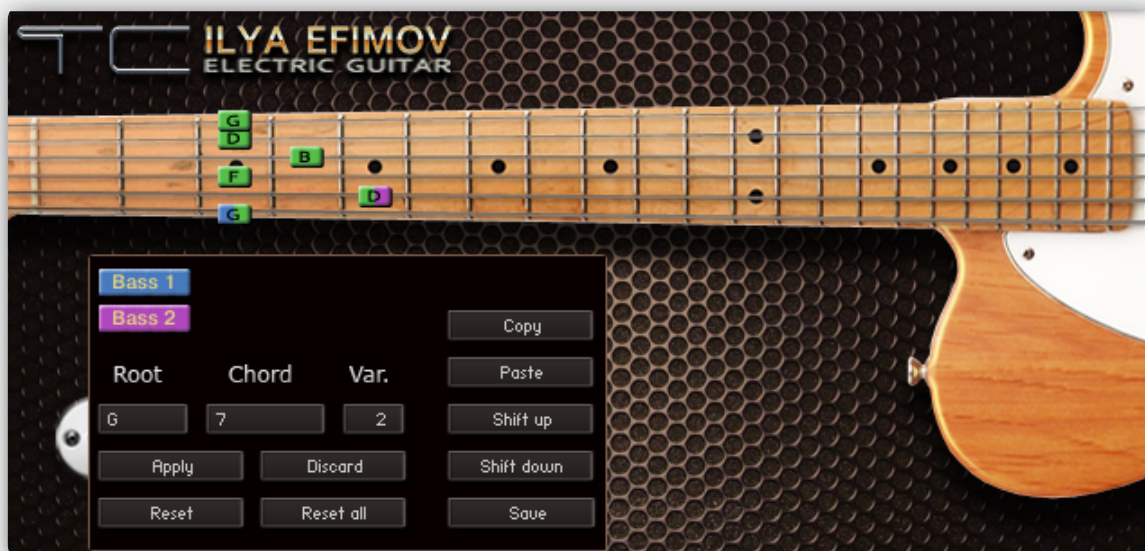 TC ILYA EFIMOV
ELECTRIC GUITAR
G
D
B
F
D
G
Bass 1
Bass 2
Copy
Root Chord Var. Paste
G 7 2 Shift up
Apply Discard Shift down
Reset Reset all Save